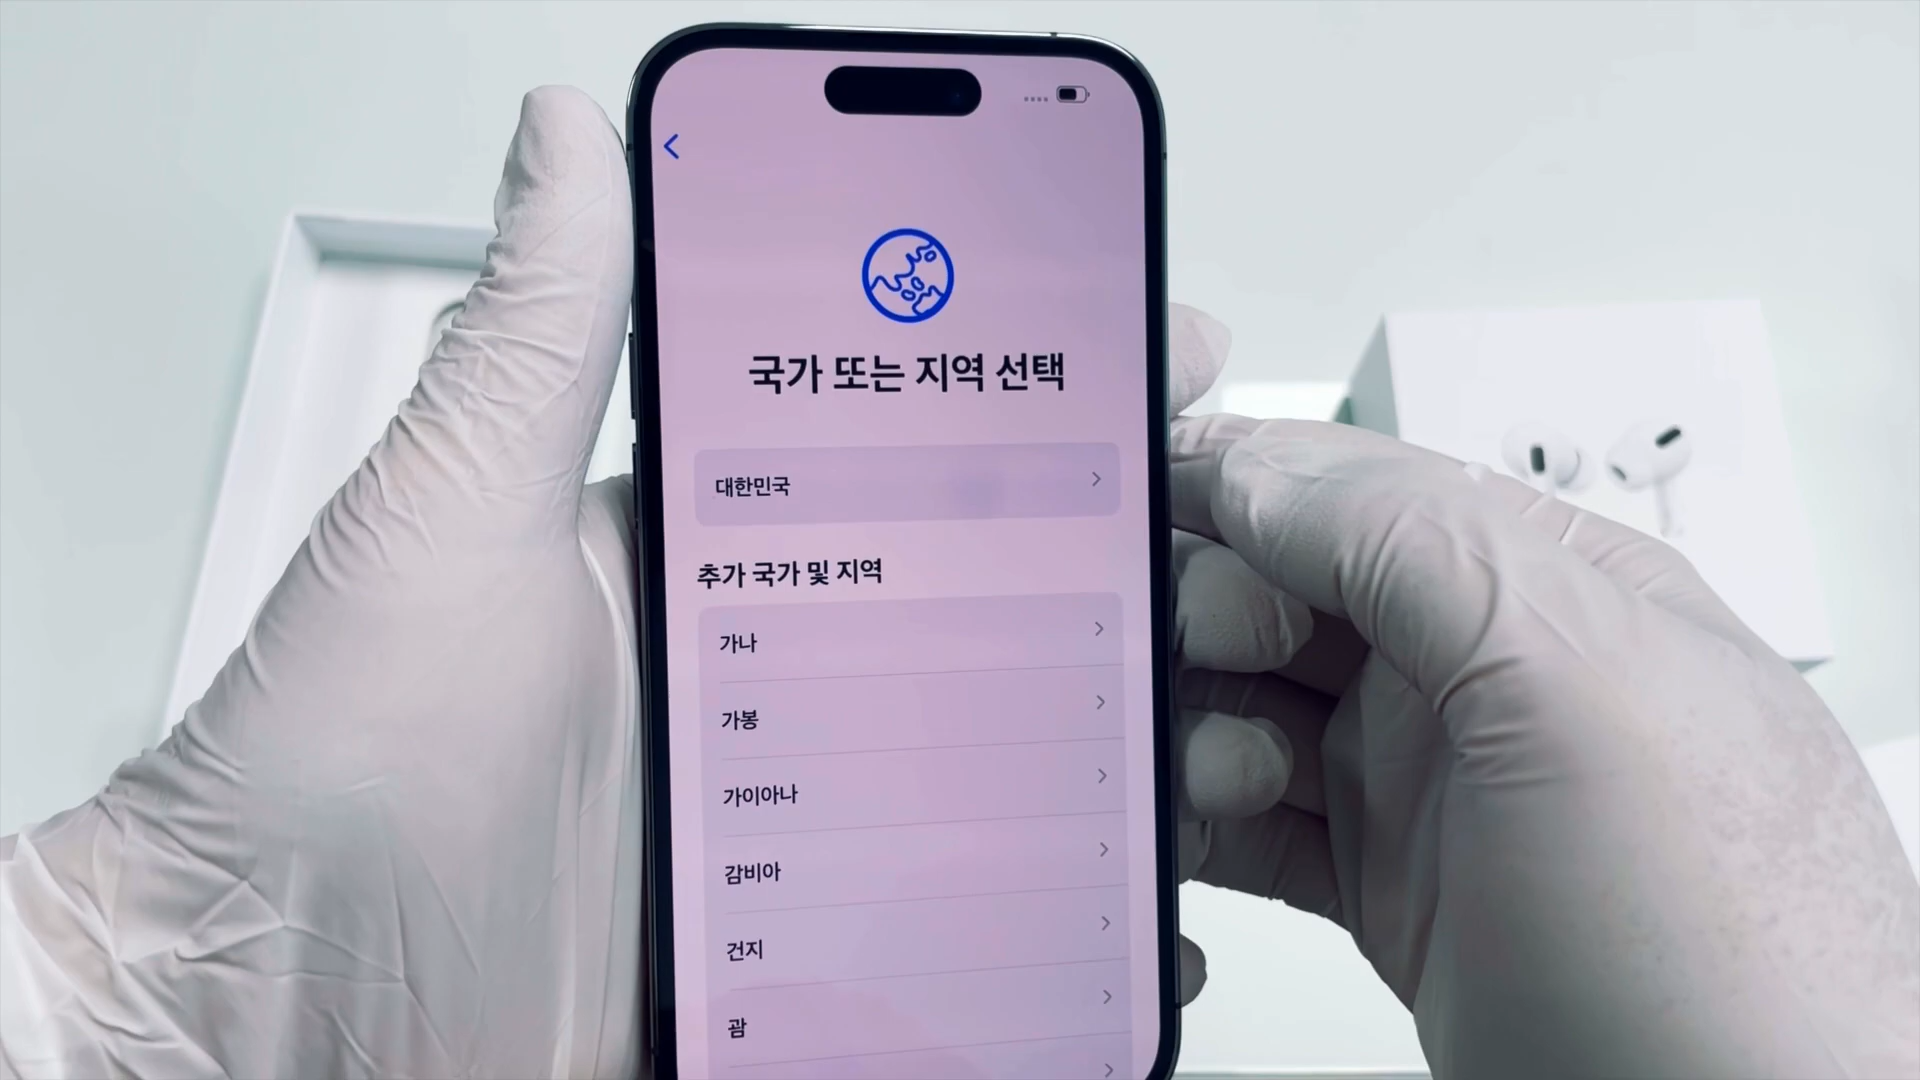 국가 또는 지역 선택
대한민국
추가 국가 및 지역
가나
가봉
가이아나
감비아
건지
괌